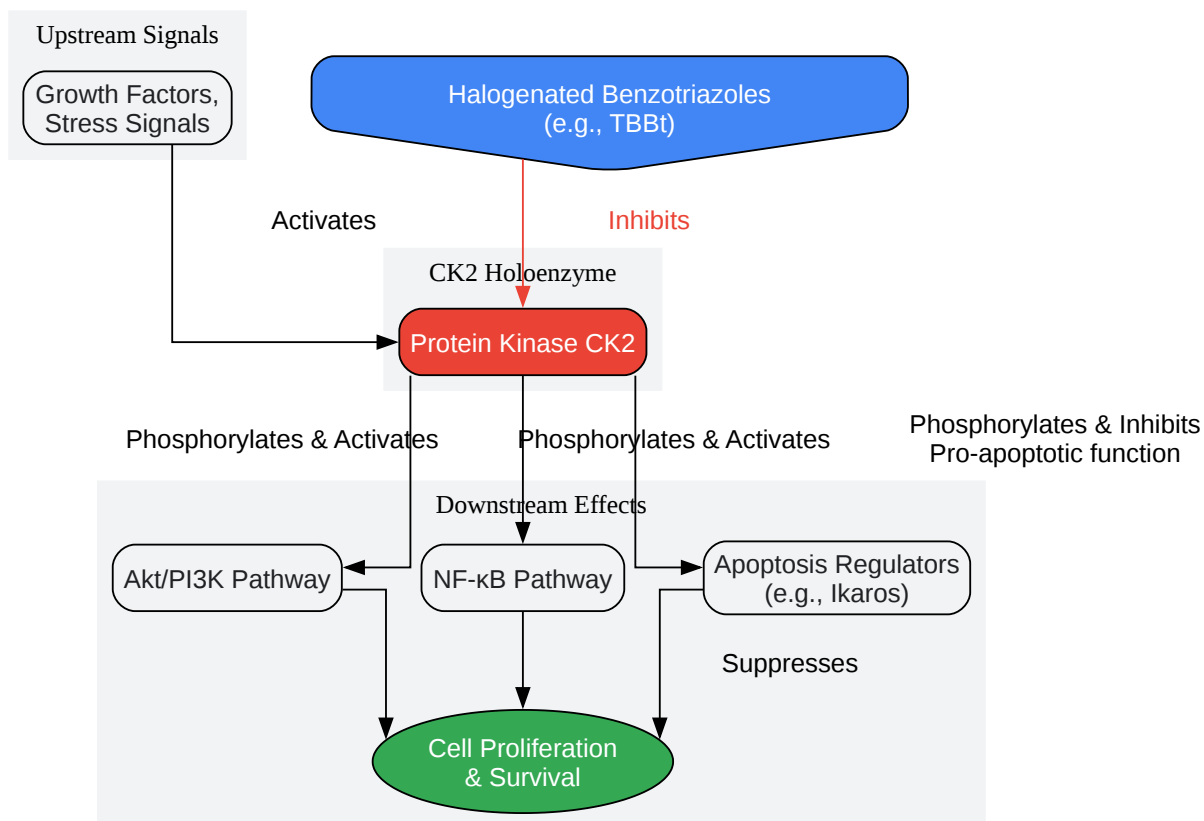 Upstream Signals
Growth Factors,
Stress Signals
Halogenated Benzotriazoles
(e.g., TBBt)
Activates
Inhibits
CK2 Holoenzyme
Protein Kinase CK2
Phosphorylates & Activates
Phosphorylates & Activates
Phosphorylates & Inhibits
Pro-apoptotic function
Downstream Effects
Akt/PI3K Pathway
NF-κB Pathway
Apoptosis Regulators
(e.g., Ikaros)
Suppresses
Cell Proliferation
& Survival